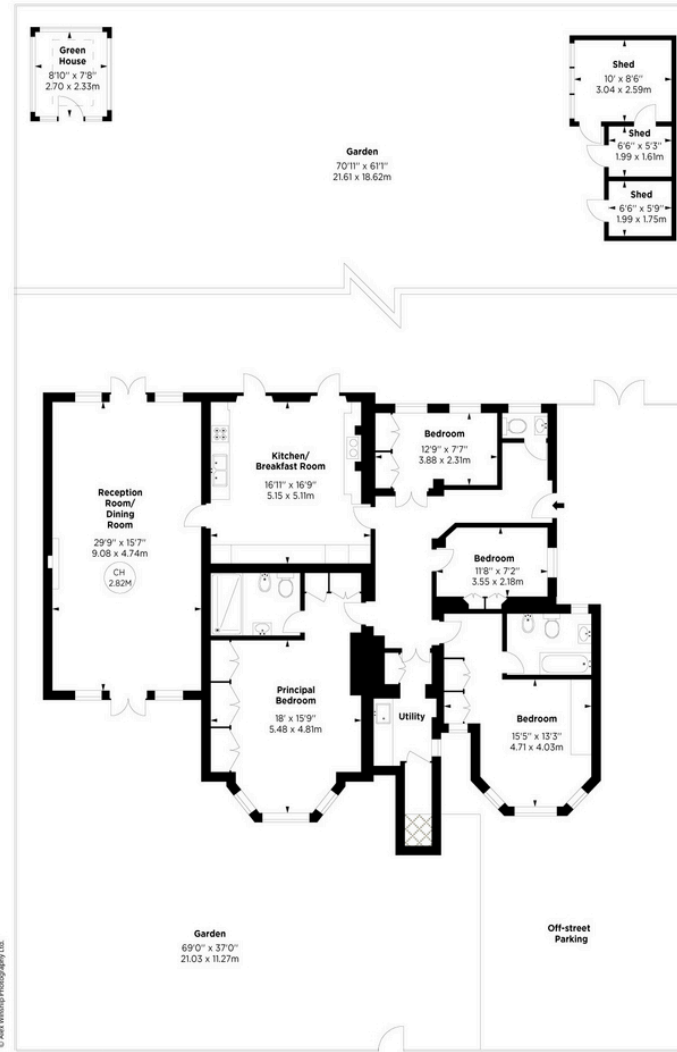 Green
House
8'10" x 7'8"
2.70 x 2.33m
Shed
10' x 8'6"
3.04 x 2.59m
Shed
6'6" x 5'3"
1.99 x 1.61m
Shed
6'6" x 5'9"
1.99 x 1.75m
Garden
70'11" x 61'1"
21.61 x 18.62m
Reception
Room/
Dining
Room
29'9" x 15'7"
9.08 x 4.74m
CH
2.82M
Kitchen/
Breakfast Room
16'11" x 16'9"
5.15 x 5.11m
Bedroom
12'9" x 7'7"
3.88 x 2.31m
Bedroom
11'8" x 7'2"
3.55 x 2.18m
Principal
Bedroom
18' x 15'9"
5.48 x 4.81m
Utility
Bedroom
15'5" x 13'3"
4.71 x 4.03m
Garden
69'0" x 37'0"
21.03 x 11.27m
Off-street
Parking
© Alex Winship Photography Ltd.